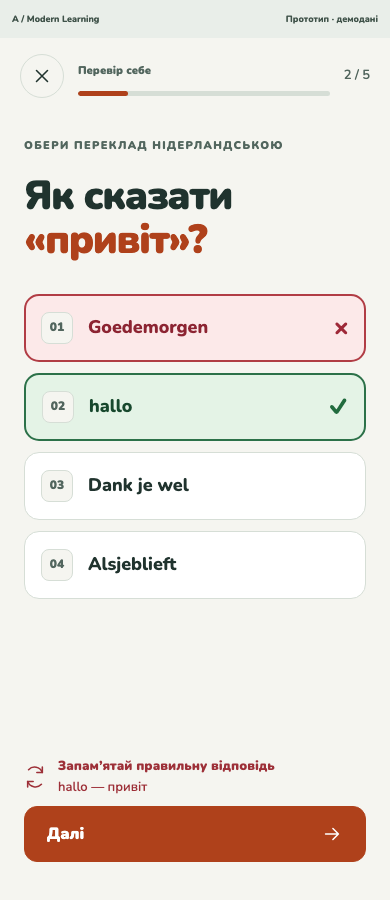 A / Modern Learning
Прототип · демодані
Перевір себе
2 / 5
ОБЕРИ ПЕРЕКЛАД НІДЕРЛАНДСЬКОЮ
Як сказати
«привіт»?
01 Goedemorgen
02 hallo
03 Dank je wel
04 Alsjeblieft
Запам’ятай правильну відповідь
hallo — привіт
Далі